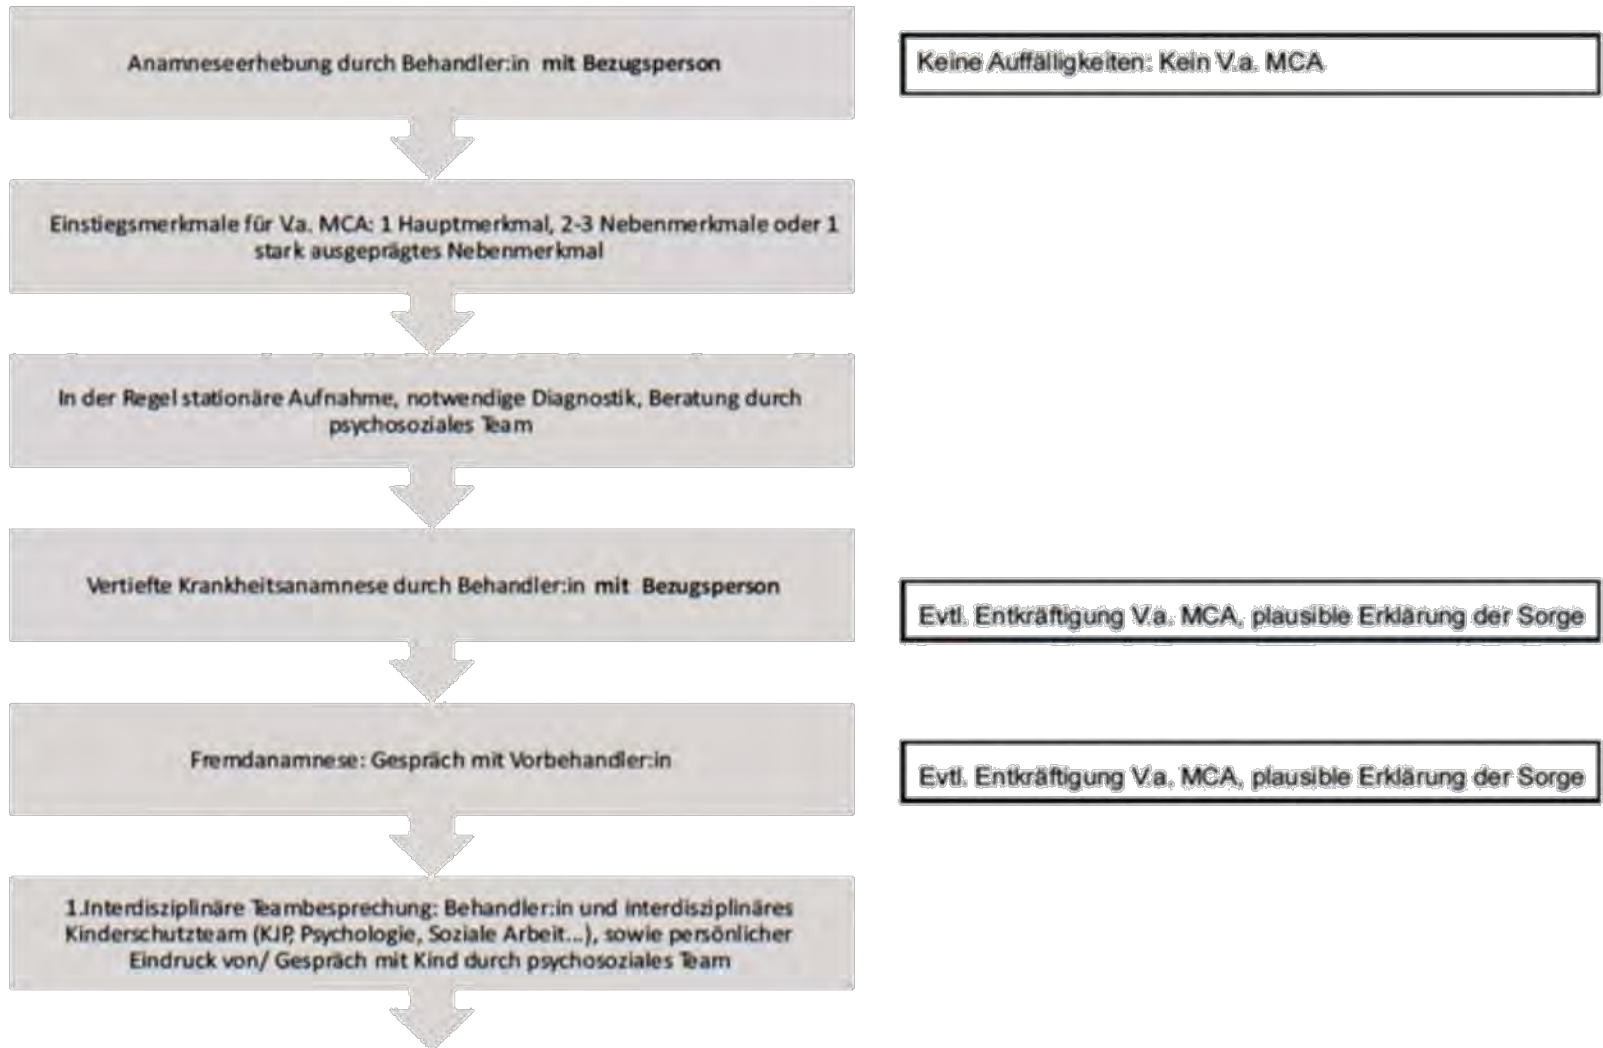 Anamneseerhebung durch Behandler:in mit Bezugsperson
Keine Auffälligkeiten: Kein V.a. MCA
Einstiegsmerkmale für V.a. MCA: 1 Hauptmerkmal, 2-3 Nebenmerkmale oder 1
stark ausgeprägtes Nebenmerkmal
In der Regel stationäre Aufnahme, notwendige Diagnostik, Beratung durch
psychosoziales Team
Vertiefte Krankheitsanamnese durch Behandler:in mit Bezugsperson
Evtl. Entkräftigung V.a. MCA, plausible Erklärung der Sorge
Fremdanamnese: Gespräch mit Vorbehandler:in
Evtl. Entkräftigung V.a. MCA, plausible Erklärung der Sorge
1.Interdisziplinäre Teambesprechung: Behandler:in und interdisziplinäres
Kinderschutzteam (KJP, Psychologie, Soziale Arbeit...), sowie persönlicher
Eindruck von/ Gespräch mit Kind durch psychosoziales Team